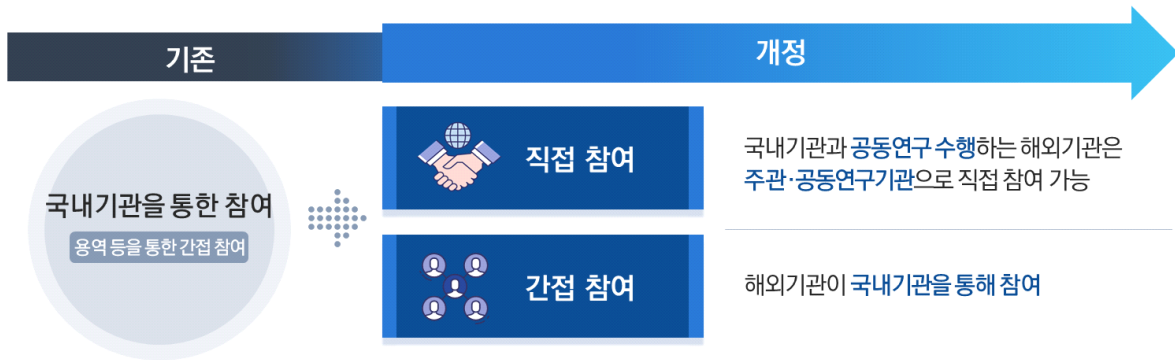 기존
개정
국내기관을 통한 참여
용역 등을 통한 간접 참여
직접 참여
국내기관과 공동연구 수행하는 해외기관은
주관·공동연구기관으로 직접 참여 가능
간접 참여
해외기관이 국내기관을 통해 참여